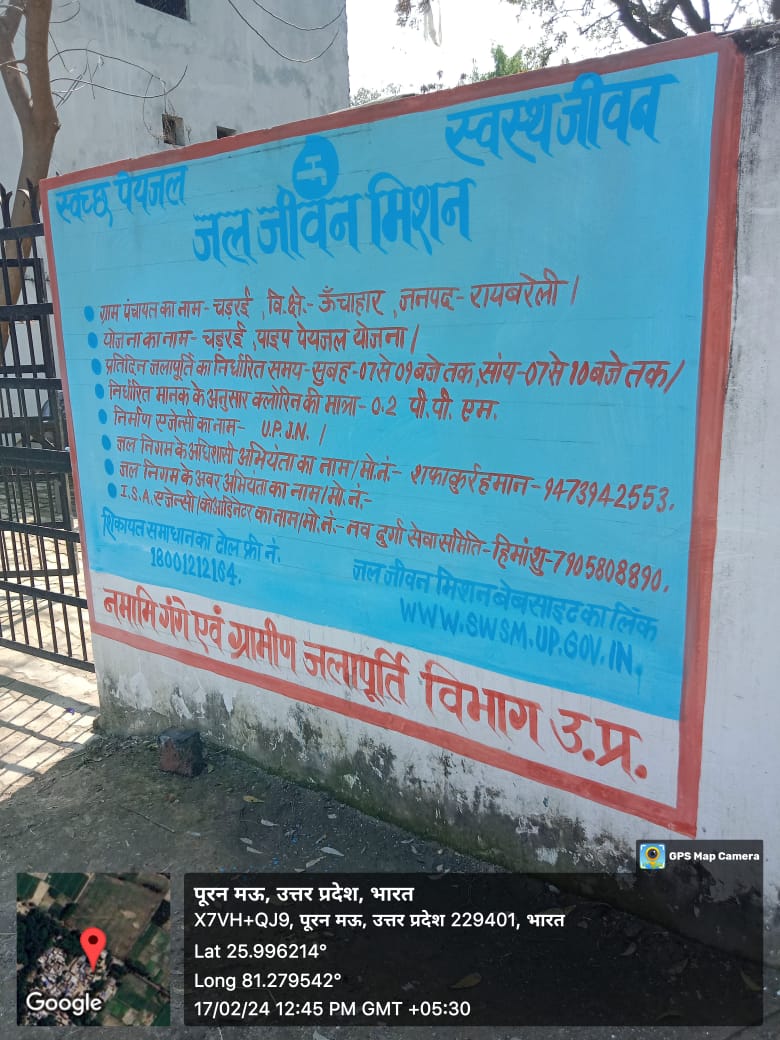 स्वच्छ पेयजल
स्वस्थ जीवन
जल जीवन मिशन
ग्राम पंचायत का नाम - चड़रई , वि.क्षे.- ऊँचाहार , जनपद - रायबरेली ।
योजना का नाम - चड़रई , पाइप पेयजल योजना ।
प्रतिदिन जलापूर्ति का निर्धारित समय - सुबह - 07 से 09 बजे तक , सांय - 07 से 10 बजे तक ।
निर्धारित मानक के अनुसार क्लोरिन की मात्रा - 0.2 पी. पी. एम.
निर्माण एजेन्सी का नाम - U.P.J.N. ।
जल निगम के अधिशासी अभियंता का नाम / मो.नं.- शफाकुर्रहमान - 9473942553.
जल निगम के अवर अभियंता का नाम / मो.नं.-
I.S.A. एजेन्सी/कोआर्डिनेटर का नाम / मो.नं.- नव दुर्गा सेवा समिति - हिमांशु - 7905808890.
शिकायत समाधान का टोल फ्री नं.
18001212164.
जल जीवन मिशन बेबसाइट का लिंक
WWW.SWSM.UP.GOV.IN.
नमामि गंगे एवं ग्रामीण जलापूर्ति विभाग उ.प्र.
GPS Map Camera
पूरन मऊ, उत्तर प्रदेश, भारत
X7VH+QJ9, पूरन मऊ, उत्तर प्रदेश 229401, भारत
Lat 25.996214°
Long 81.279542°
17/02/24 12:45 PM GMT +05:30
Google